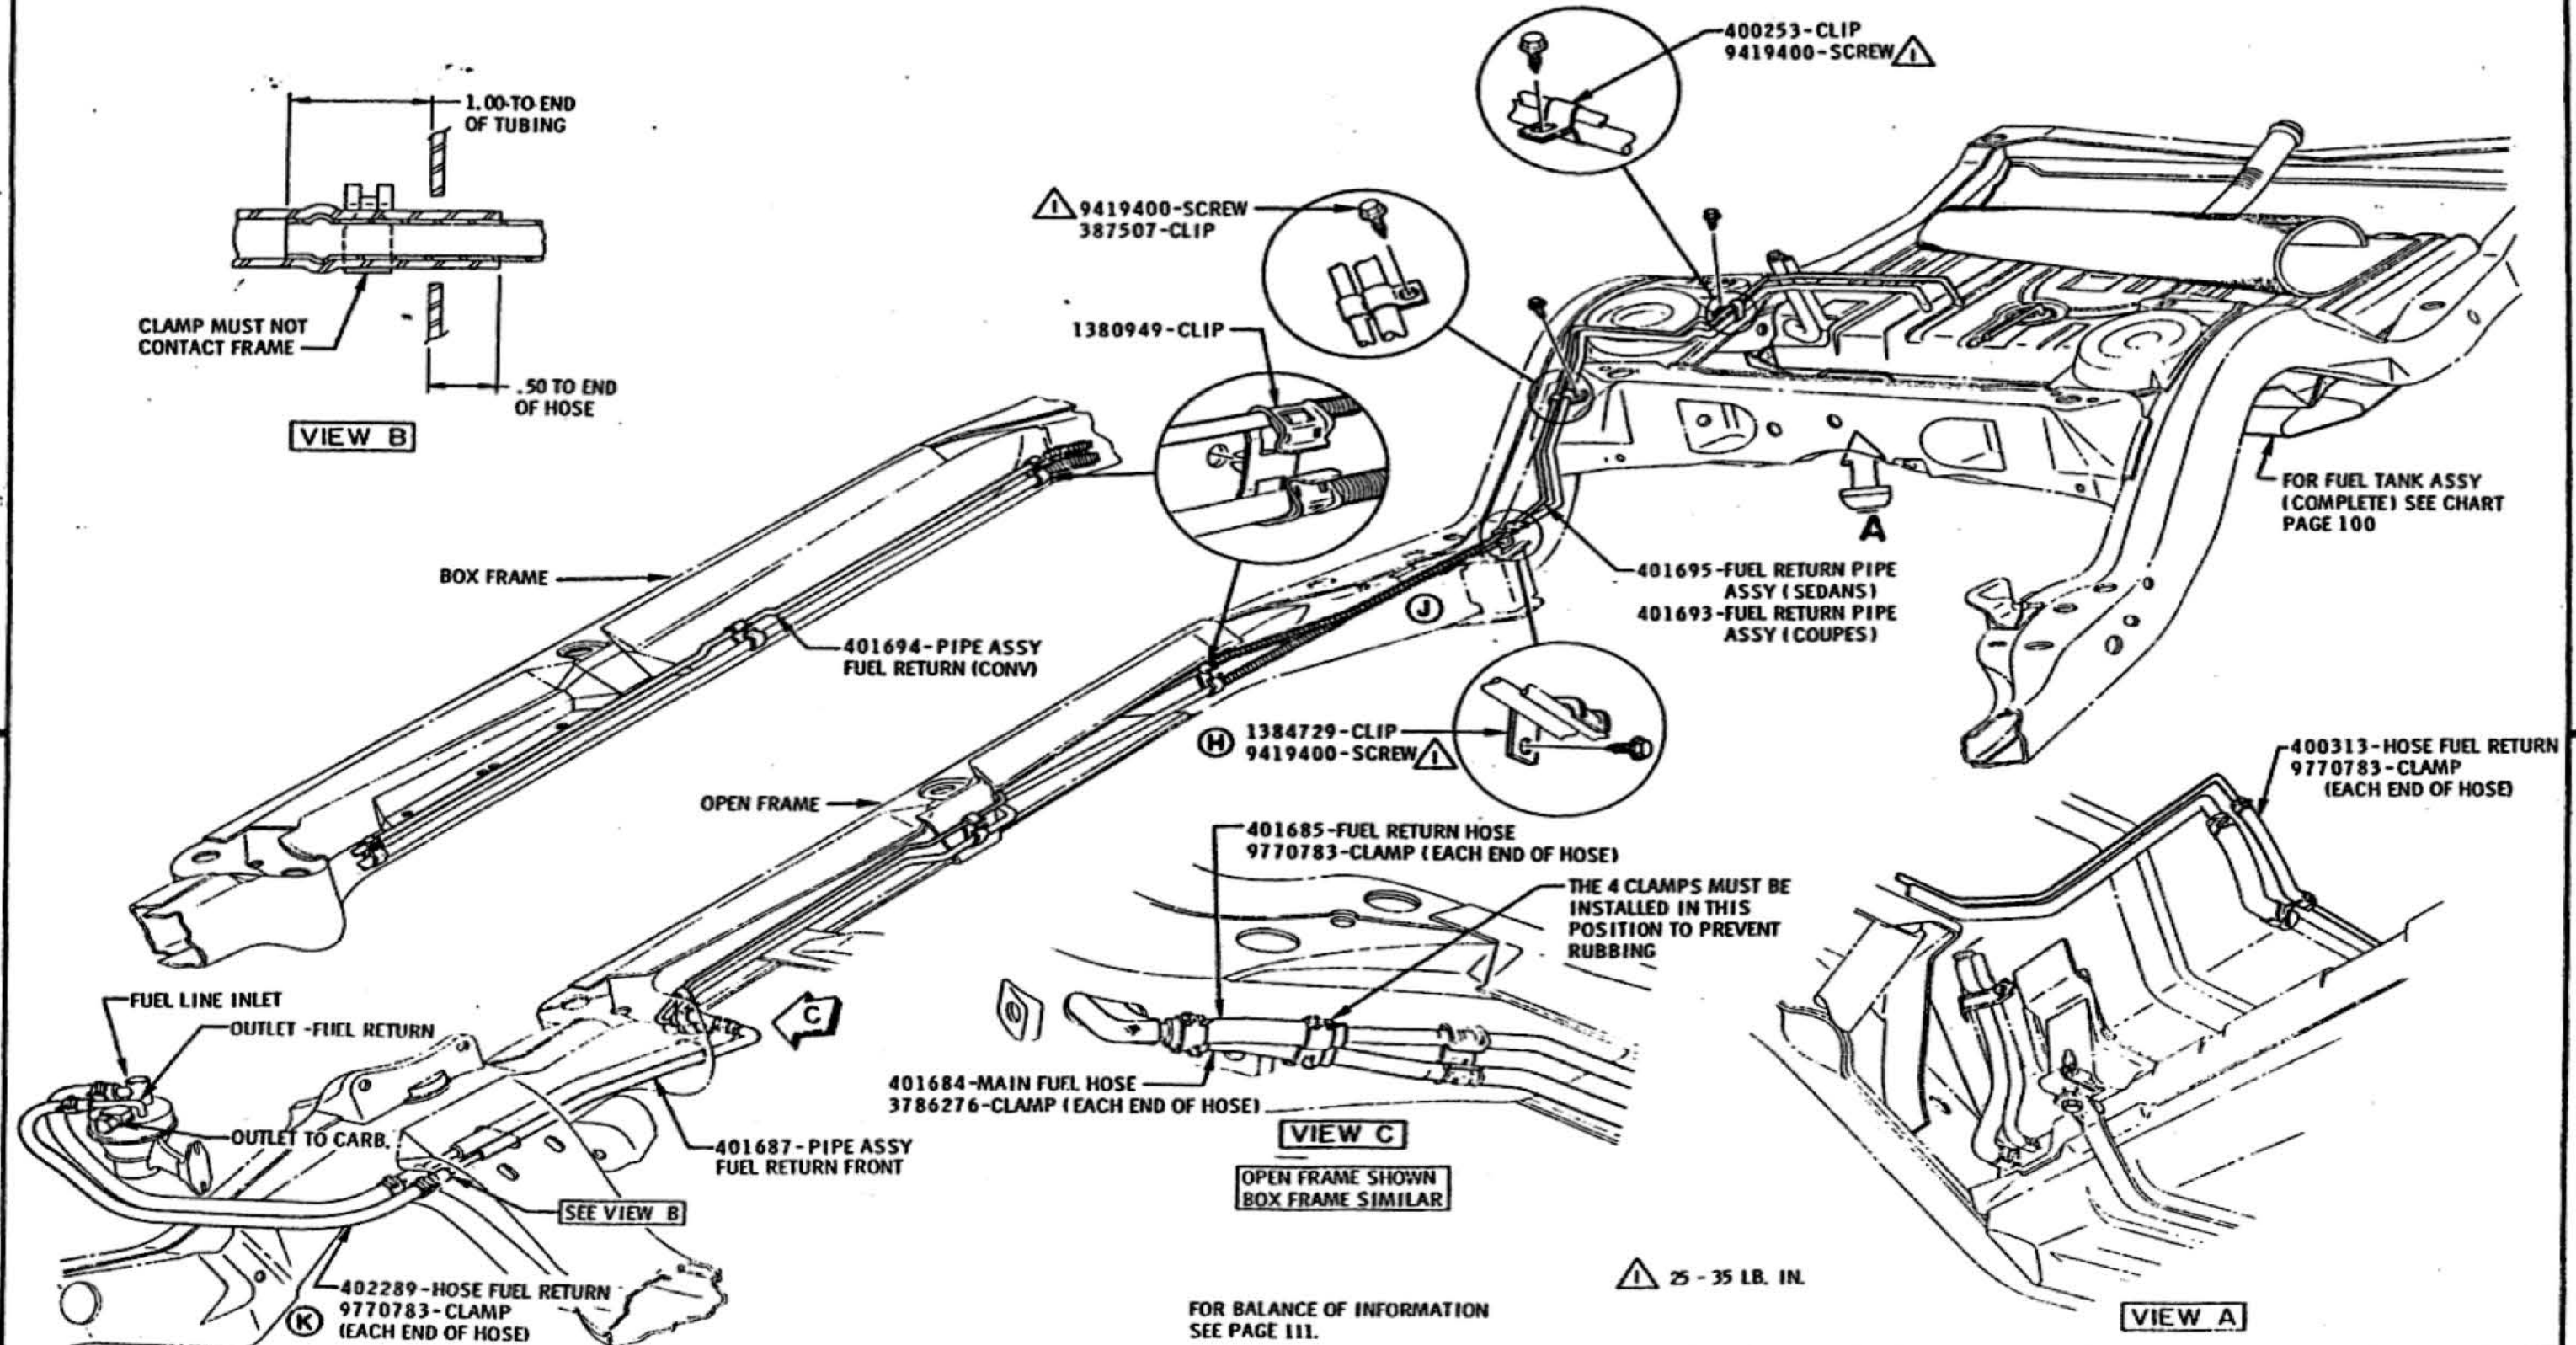 1.00 TO END
OF TUBING
CLAMP MUST NOT
CONTACT FRAME
.50 TO END
OF HOSE
VIEW B
400253-CLIP
9419400-SCREW 1
1 9419400-SCREW
387507-CLIP
1380949-CLIP
BOX FRAME
401694-PIPE ASSY
FUEL RETURN (CONV)
A
FOR FUEL TANK ASSY
(COMPLETE) SEE CHART
PAGE 100
401695-FUEL RETURN PIPE
ASSY (SEDANS)
401693-FUEL RETURN PIPE
ASSY (COUPES)
J
H 1384729-CLIP
9419400-SCREW 1
OPEN FRAME
400313-HOSE FUEL RETURN
9770783-CLAMP
(EACH END OF HOSE)
401685-FUEL RETURN HOSE
9770783-CLAMP (EACH END OF HOSE)
THE 4 CLAMPS MUST BE
INSTALLED IN THIS
POSITION TO PREVENT
RUBBING
C
401684-MAIN FUEL HOSE
3786276-CLAMP (EACH END OF HOSE)
VIEW C
OPEN FRAME SHOWN
BOX FRAME SIMILAR
FUEL LINE INLET
OUTLET -FUEL RETURN
OUTLET TO CARB.
401687-PIPE ASSY
FUEL RETURN FRONT
SEE VIEW B
402289-HOSE FUEL RETURN
9770783-CLAMP
(EACH END OF HOSE)
K
1 25 - 35 LB. IN.
FOR BALANCE OF INFORMATION
SEE PAGE 111.
VIEW A